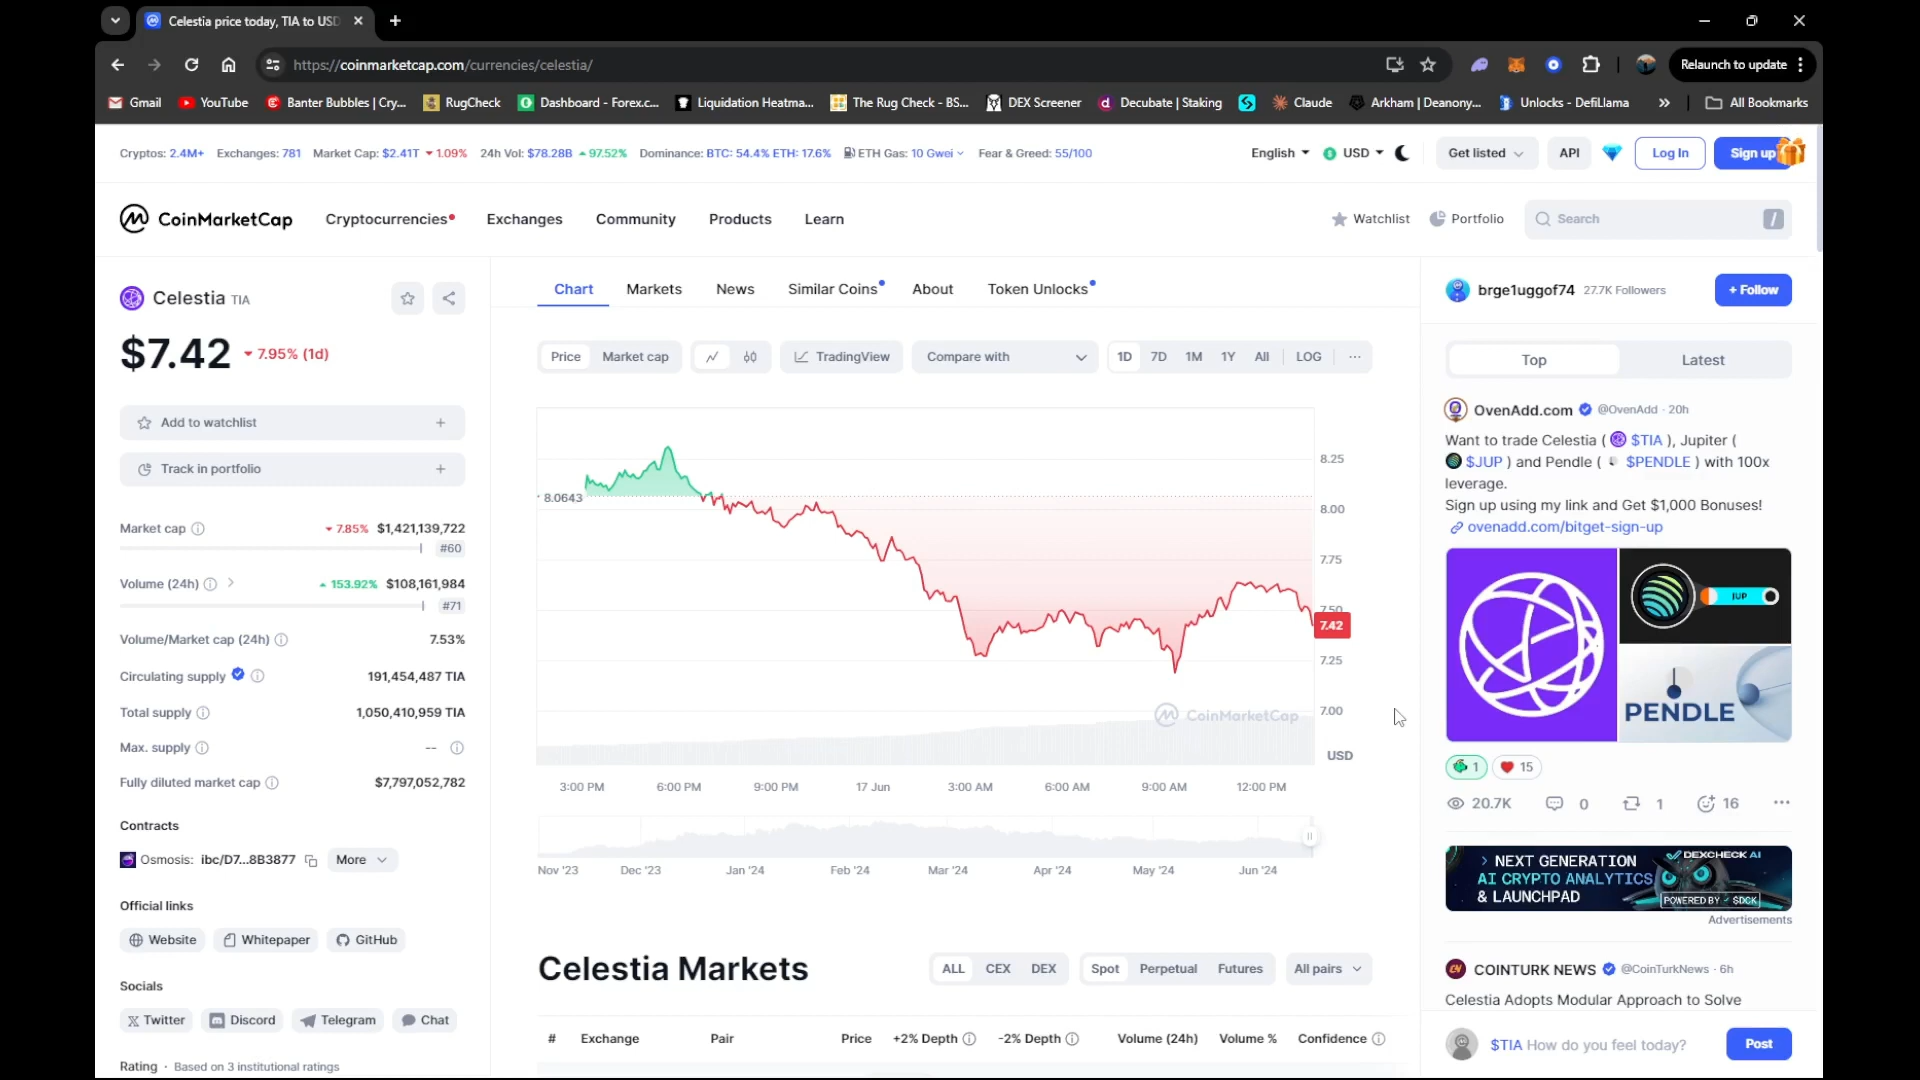 Celestia price today, TIA to USD
https://coinmarketcap.com/currencies/celestia/
Relaunch to update
Gmail YouTube Banter Bubbles | Cry... RugCheck Dashboard - Forex.c... Liquidation Heatma... The Rug Check - BS... DEX Screener Decubate | Staking Claude Arkham | Deanony... Unlocks - DefiLlama » All Bookmarks
Cryptos: 2.4M+ Exchanges: 781 Market Cap: $2.41T 1.09% 24h Vol: $78.28B 97.52% Dominance: BTC: 54.4% ETH: 17.6% ETH Gas: 10 Gwei Fear & Greed: 55/100
English USD Get listed API Log In Sign up
CoinMarketCap Cryptocurrencies Exchanges Community Products Learn
Watchlist Portfolio Search /
Celestia TIA
$7.42 7.95% (1d)
Add to watchlist +
Track in portfolio +
Market cap 7.85% $1,421,139,722
#60
Volume (24h) 153.92% $108,161,984
#71
Volume/Market cap (24h) 7.53%
Circulating supply 191,454,487 TIA
Total supply 1,050,410,959 TIA
Max. supply --
Fully diluted market cap $7,797,052,782
Contracts
Osmosis: ibc/D7...8B3877 More
Official links
Website Whitepaper GitHub
Socials
Twitter Discord Telegram Chat
Rating · Based on 3 institutional ratings
Chart Markets News Similar Coins About Token Unlocks
Price Market cap TradingView Compare with 1D 7D 1M 1Y All LOG ...
8.25
8.0643
8.00
7.75
7.50
7.42
7.25
7.00
CoinMarketCap
USD
3:00 PM 6:00 PM 9:00 PM 17 Jun 3:00 AM 6:00 AM 9:00 AM 12:00 PM
Nov '23 Dec '23 Jan '24 Feb '24 Mar '24 Apr '24 May '24 Jun '24
Celestia Markets
ALL CEX DEX Spot Perpetual Futures All pairs
# Exchange Pair Price +2% Depth -2% Depth Volume (24h) Volume % Confidence
brge1uggof74 27.7K Followers + Follow
Top Latest
OvenAdd.com @OvenAdd · 20h
Want to trade Celestia ( $TIA ), Jupiter (
$JUP ) and Pendle ( $PENDLE ) with 100x
leverage.
Sign up using my link and Get $1,000 Bonuses!
ovenadd.com/bitget-sign-up
JUP
PENDLE
1 15
20.7K 0 1 16 ...
> NEXT GENERATION
AI CRYPTO ANALYTICS
& LAUNCHPAD
DEXCHECK AI
POWERED BY $DCK
Advertisements
COINTURK NEWS @CoinTurkNews · 6h
Celestia Adopts Modular Approach to Solve
$TIA How do you feel today? Post